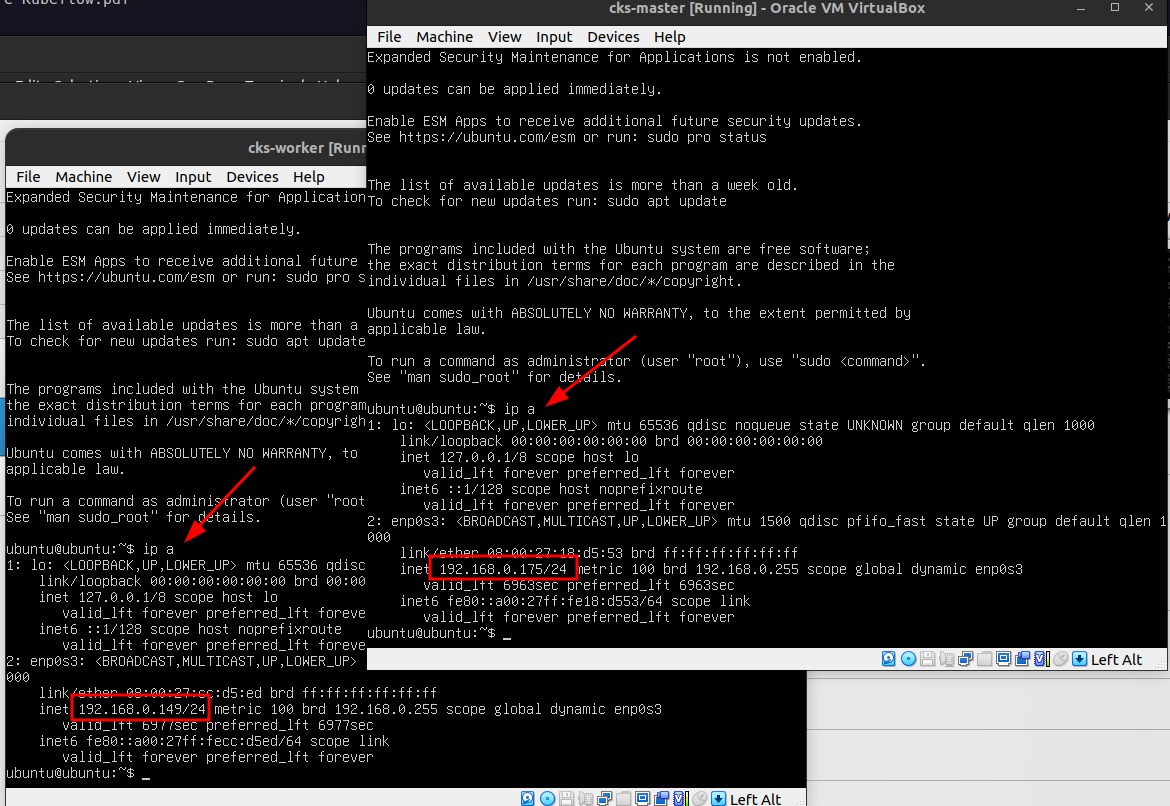 cks-master [Running] - Oracle VM VirtualBox
File Machine View Input Devices Help
Expanded Security Maintenance for Applications is not enabled.
0 updates can be applied immediately.
Enable ESM Apps to receive additional future security updates.
See https://ubuntu.com/esm or run: sudo pro status
The list of available updates is more than a week old.
To check for new updates run: sudo apt update
The programs included with the Ubuntu system are free software;
the exact distribution terms for each program are described in the
individual files in /usr/share/doc/*/copyright.
Ubuntu comes with ABSOLUTELY NO WARRANTY, to the extent permitted by
applicable law.
To run a command as administrator (user "root"), use "sudo <command>".
See "man sudo_root" for details.
ubuntu@ubuntu:~$ ip a
1: lo: <LOOPBACK,UP,LOWER_UP> mtu 65536 qdisc noqueue state UNKNOWN group default qlen 1000
link/loopback 00:00:00:00:00:00 brd 00:00:00:00:00:00
inet 127.0.0.1/8 scope host lo
valid_lft forever preferred_lft forever
inet6 ::1/128 scope host noprefixroute
valid_lft forever preferred_lft forever
2: enp0s3: <BROADCAST,MULTICAST,UP,LOWER_UP> mtu 1500 qdisc pfifo_fast state UP group default qlen 1
000
link/ether 08:00:27:18:d5:53 brd ff:ff:ff:ff:ff:ff
inet 192.168.0.175/24 metric 100 brd 192.168.0.255 scope global dynamic enp0s3
valid_lft 6963sec preferred_lft 6963sec
inet6 fe80::a00:27ff:fe18:d553/64 scope link
valid_lft forever preferred_lft forever
ubuntu@ubuntu:~$ _
Left Alt
cks-worker [Runn
File Machine View Input Devices Help
Expanded Security Maintenance for Application
0 updates can be applied immediately.
Enable ESM Apps to receive additional future
See https://ubuntu.com/esm or run: sudo pro s
The list of available updates is more than a
To check for new updates run: sudo apt update
The programs included with the Ubuntu system
the exact distribution terms for each program
individual files in /usr/share/doc/*/copyrigh
Ubuntu comes with ABSOLUTELY NO WARRANTY, to
applicable law.
To run a command as administrator (user "root
See "man sudo_root" for details.
ubuntu@ubuntu:~$ ip a
1: lo: <LOOPBACK,UP,LOWER_UP> mtu 65536 qdisc
link/loopback 00:00:00:00:00:00 brd 00:00
inet 127.0.0.1/8 scope host lo
valid_lft forever preferred_lft foreve
inet6 ::1/128 scope host noprefixroute
valid_lft forever preferred_lft foreve
2: enp0s3: <BROADCAST,MULTICAST,UP,LOWER_UP>
000
link/ether 08:00:27:cc:d5:ed brd ff:ff:ff:ff:ff:ff
inet 192.168.0.149/24 metric 100 brd 192.168.0.255 scope global dynamic enp0s3
valid_lft 6977sec preferred_lft 6977sec
inet6 fe80::a00:27ff:fecc:d5ed/64 scope link
valid_lft forever preferred_lft forever
ubuntu@ubuntu:~$ _
Left Alt